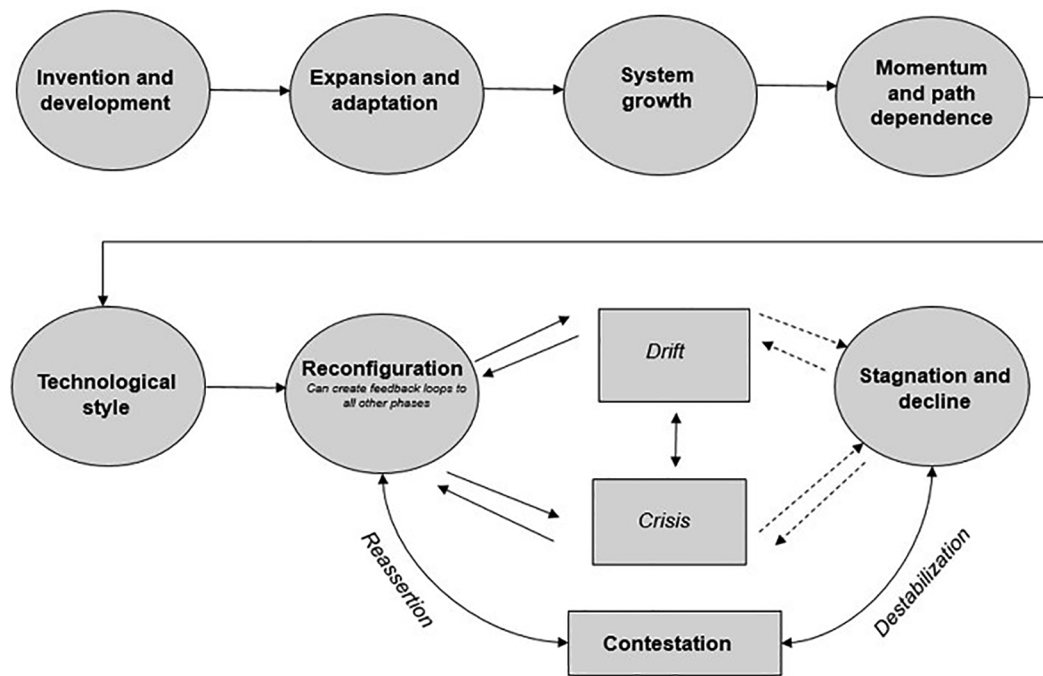 Invention and
development
Expansion and
adaptation
System
growth
Momentum
and path
dependence
Technological
style
Reconfiguration
Can create feedback loops to
all other phases
Drift
Stagnation and
decline
Crisis
Reassertion
Destabilization
Contestation